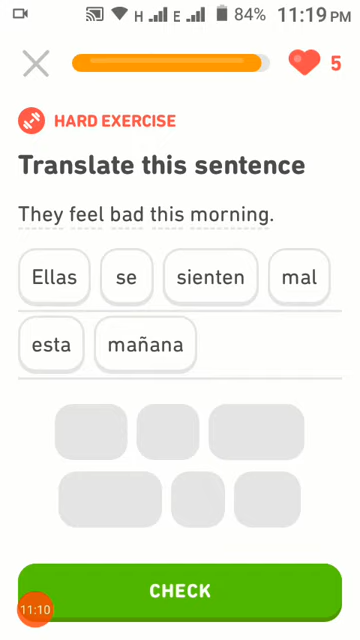 H E 84% 11:19 PM
5
HARD EXERCISE
Translate this sentence
They feel bad this morning.
Ellas se sienten mal
esta mañana
CHECK
11:10